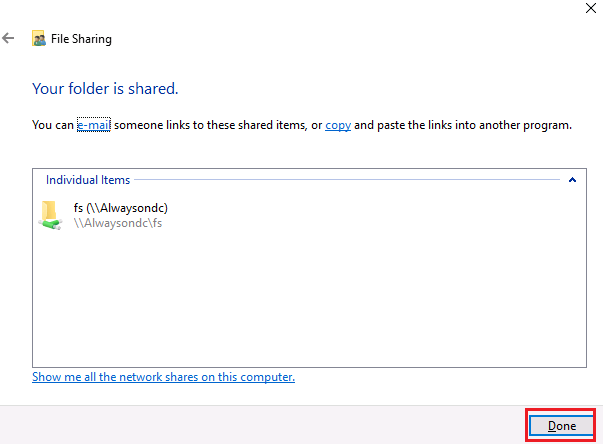 File Sharing
Your folder is shared.
You can e-mail someone links to these shared items, or copy and paste the links into another program.
Individual Items
fs (\\Alwaysondc)
\\Alwaysondc\fs
Show me all the network shares on this computer.
Done